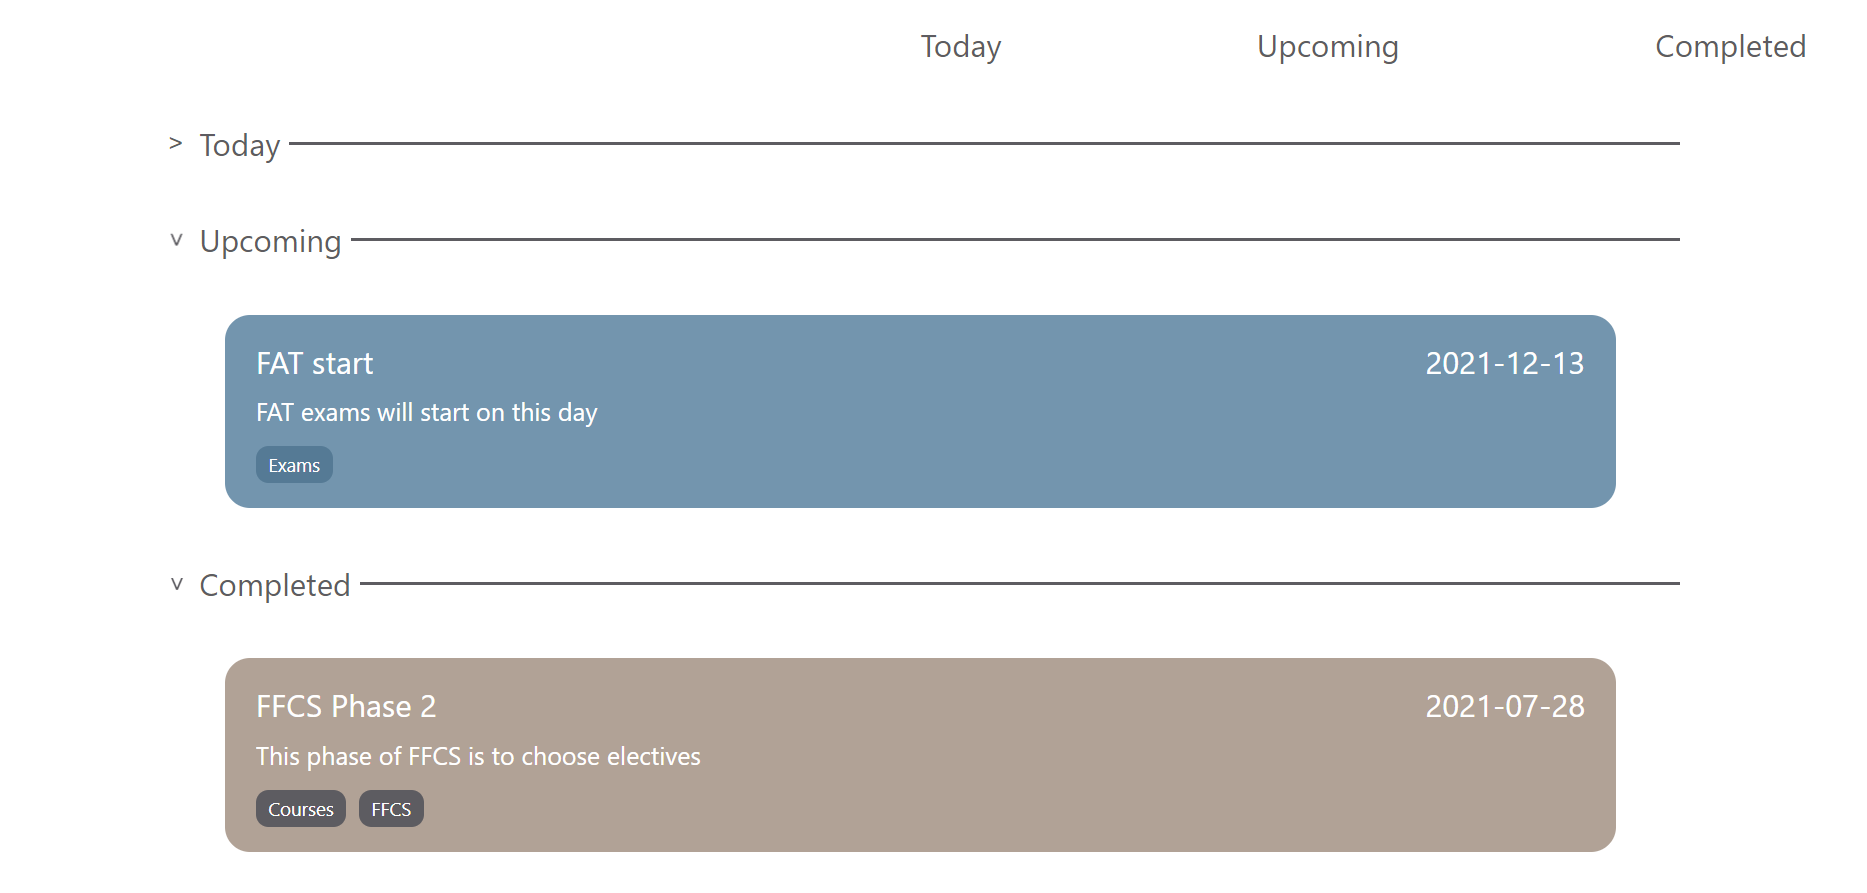 Today Upcoming Completed
> Today
v Upcoming
FAT start 2021-12-13
FAT exams will start on this day
Exams
v Completed
FFCS Phase 2 2021-07-28
This phase of FFCS is to choose electives
Courses FFCS